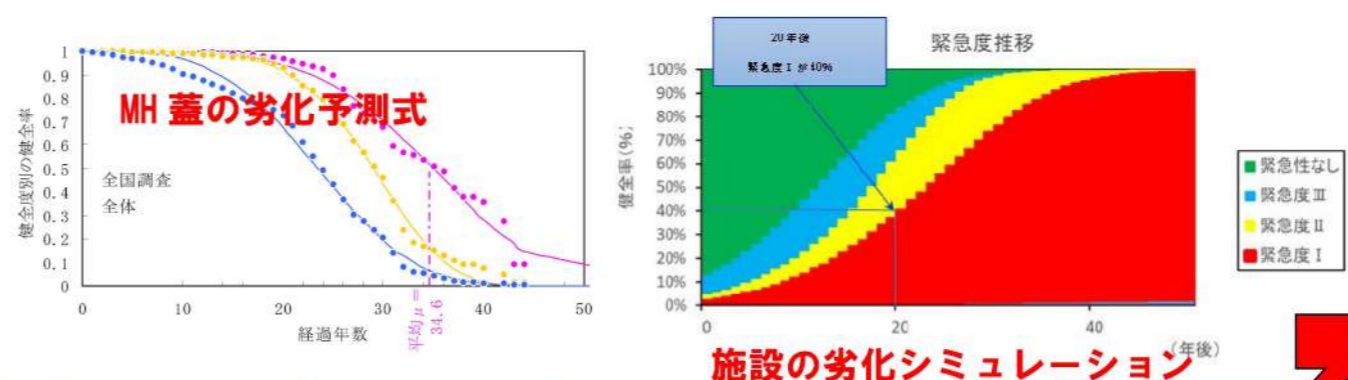 健全度別の健全率
1
0.9
0.8
0.7
0.6
0.5
0.4
0.3
0.2
0.1
0
MH 蓋の劣化予測式
全国調査
全体
0 10 20 30 40 50
経過年数
平均μ＝
34.6
20年後
緊急度Ⅰが40%
緊急度推移
健全率(%)
100%
90%
80%
70%
60%
50%
40%
30%
20%
10%
0%
0 20 40
(年後)
緊急性なし
緊急度Ⅲ
緊急度Ⅱ
緊急度Ⅰ
施設の劣化シミュレーション